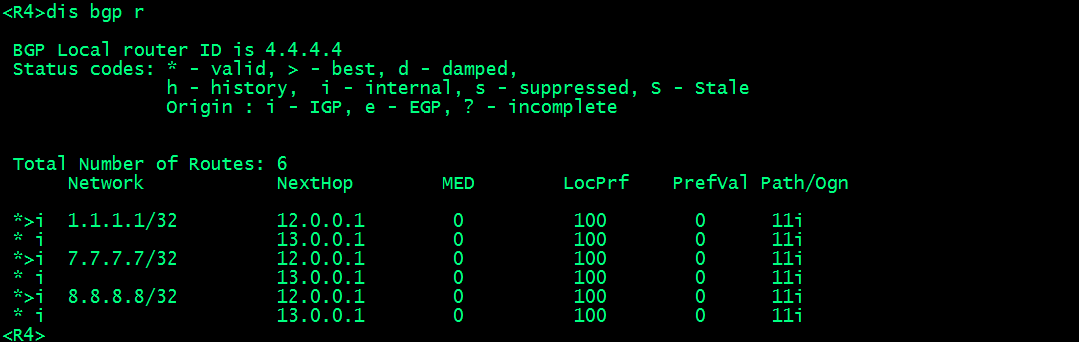 <R4>dis bgp r
BGP Local router ID is 4.4.4.4
Status codes: * - valid, > - best, d - damped,
h - history,  i - internal, s - suppressed, S - Stale
Origin : i - IGP, e - EGP, ? - incomplete
Total Number of Routes: 6
Network NextHop MED LocPrf PrefVal Path/Ogn
*>i 1.1.1.1/32 12.0.0.1 0 100 0 11i
* i 13.0.0.1 0 100 0 11i
*>i 7.7.7.7/32 12.0.0.1 0 100 0 11i
* i 13.0.0.1 0 100 0 11i
*>i 8.8.8.8/32 12.0.0.1 0 100 0 11i
* i 13.0.0.1 0 100 0 11i
<R4>